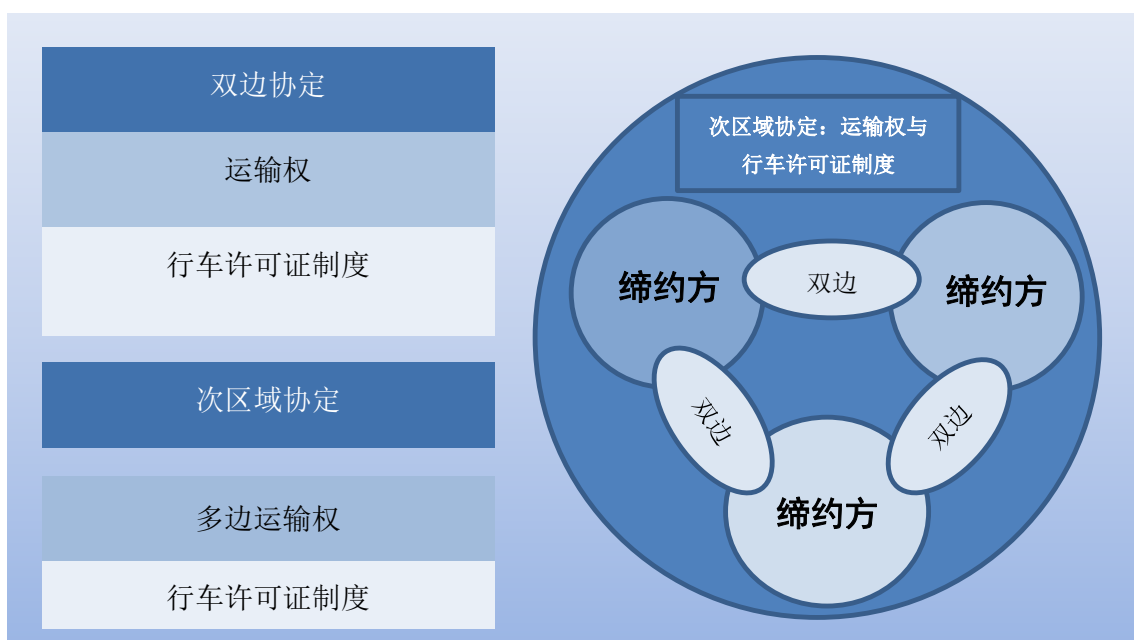 双边协定
运输权
行车许可证制度
次区域协定
多边运输权
行车许可证制度
次区域协定：运输权与
行车许可证制度
缔约方
双边
缔约方
双边
双边
缔约方